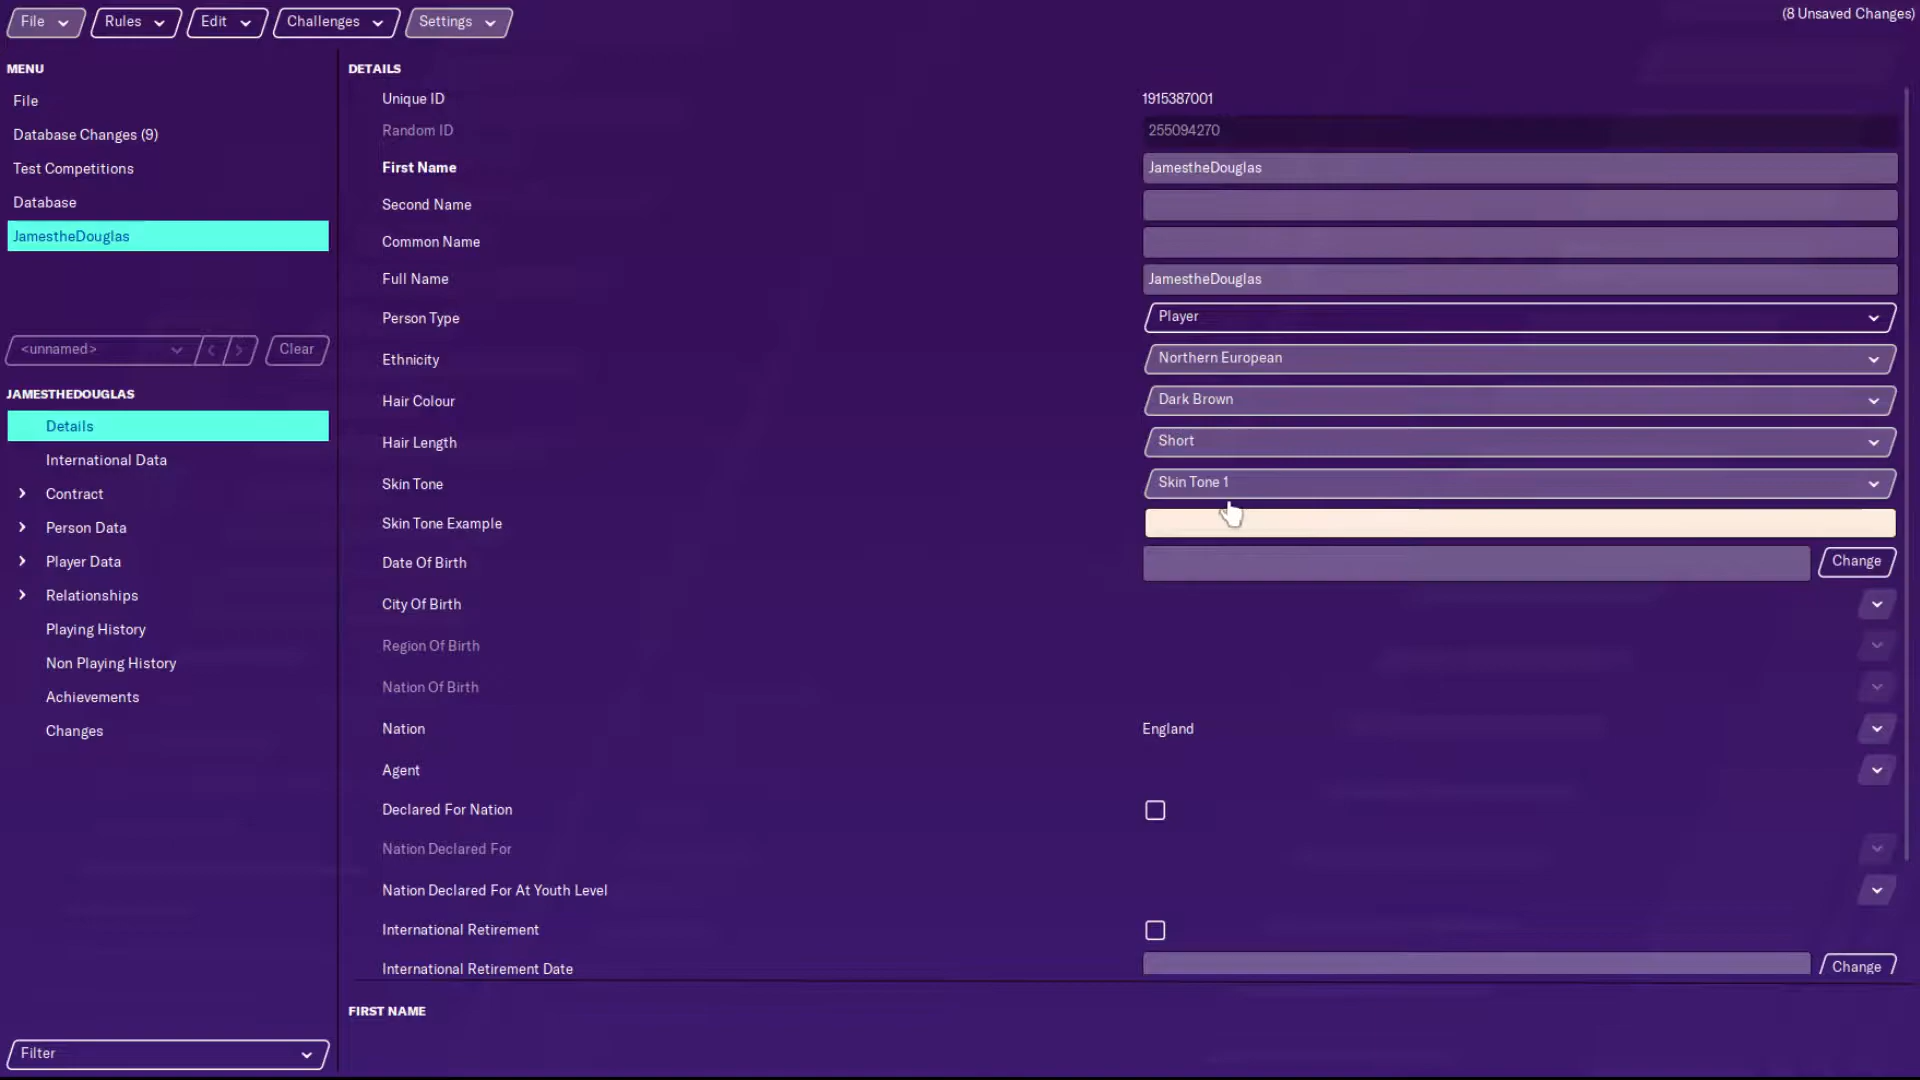 File
Rules
Edit
Challenges
Settings
(8 Unsaved Changes)
MENU
File
Database Changes (9)
Test Competitions
Database
JamestheDouglas
<unnamed>
Clear
JAMESTHEDOUGLAS
Details
International Data
Contract
Person Data
Player Data
Relationships
Playing History
Non Playing History
Achievements
Changes
Filter
DETAILS
Unique ID 1915387001
Random ID 255094270
First Name JamestheDouglas
Second Name
Common Name
Full Name JamestheDouglas
Person Type Player
Ethnicity Northern European
Hair Colour Dark Brown
Hair Length Short
Skin Tone Skin Tone 1
Skin Tone Example
Date Of Birth Change
City Of Birth
Region Of Birth
Nation Of Birth
Nation England
Agent
Declared For Nation
Nation Declared For
Nation Declared For At Youth Level
International Retirement
International Retirement Date Change
FIRST NAME